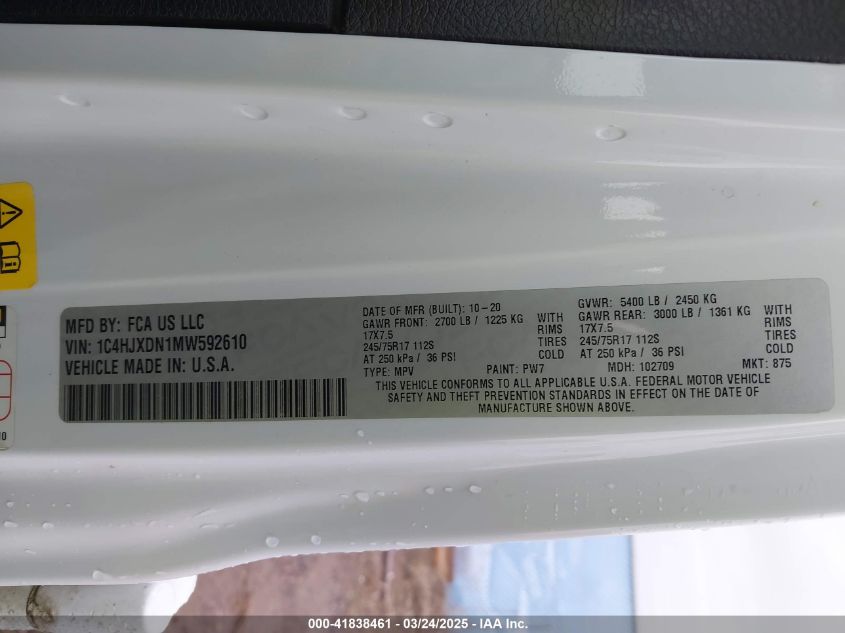 MFD BY: FCA US LLC
VIN: 1C4HJXDN1MW592610
VEHICLE MADE IN: U.S.A.
DATE OF MFR (BUILT): 10-20
GAWR FRONT: 2700 LB / 1225 KG WITH
17X7.5 RIMS
245/75R17 112S TIRES
AT 250 kPa / 36 PSI COLD
GVWR: 5400 LB / 2450 KG
GAWR REAR: 3000 LB / 1361 KG WITH
17X7.5 RIMS
245/75R17 112S TIRES
AT 250 kPa / 36 PSI COLD
TYPE: MPV PAINT: PW7 MDH: 102709 MKT: 875
THIS VEHICLE CONFORMS TO ALL APPLICABLE U.S.A. FEDERAL MOTOR VEHICLE
SAFETY AND THEFT PREVENTION STANDARDS IN EFFECT ON THE DATE OF
MANUFACTURE SHOWN ABOVE.
000-41838461 - 03/24/2025 - IAA Inc.